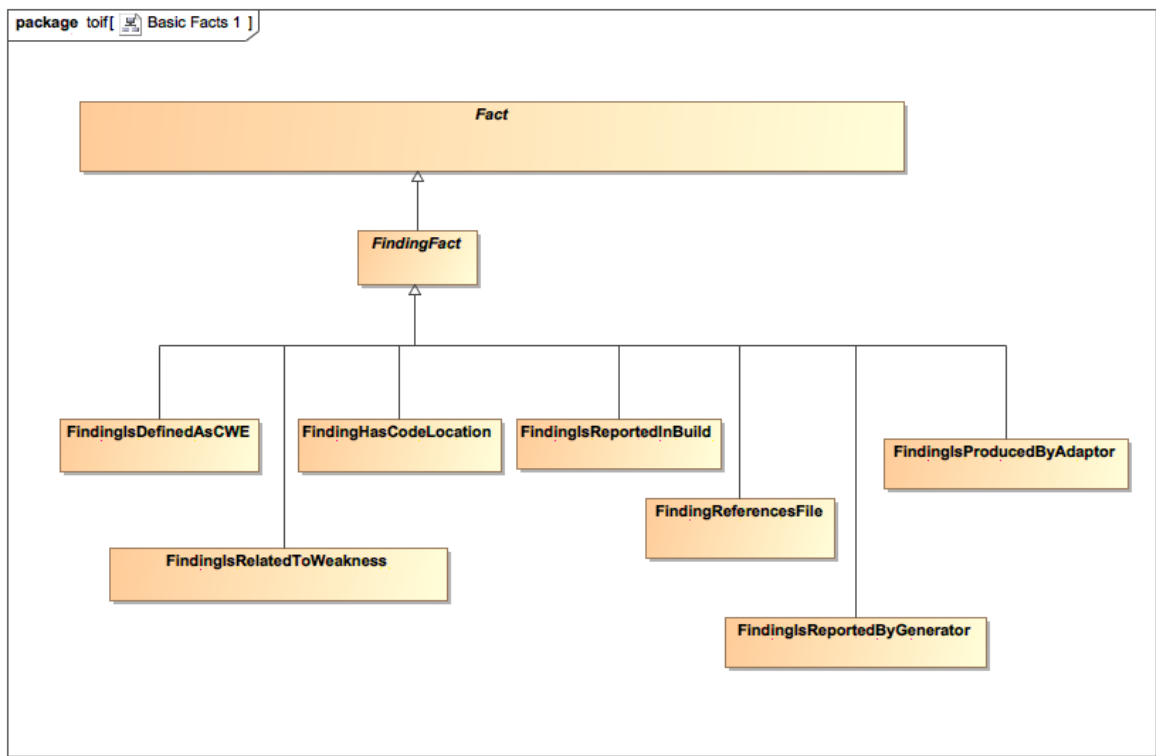 package toif[ Basic Facts 1 ]
Fact
FindingFact
FindingIsDefinedAsCWE
FindingHasCodeLocation
FindingIsReportedInBuild
FindingIsProducedByAdaptor
FindingReferencesFile
FindingIsRelatedToWeakness
FindingIsReportedByGenerator